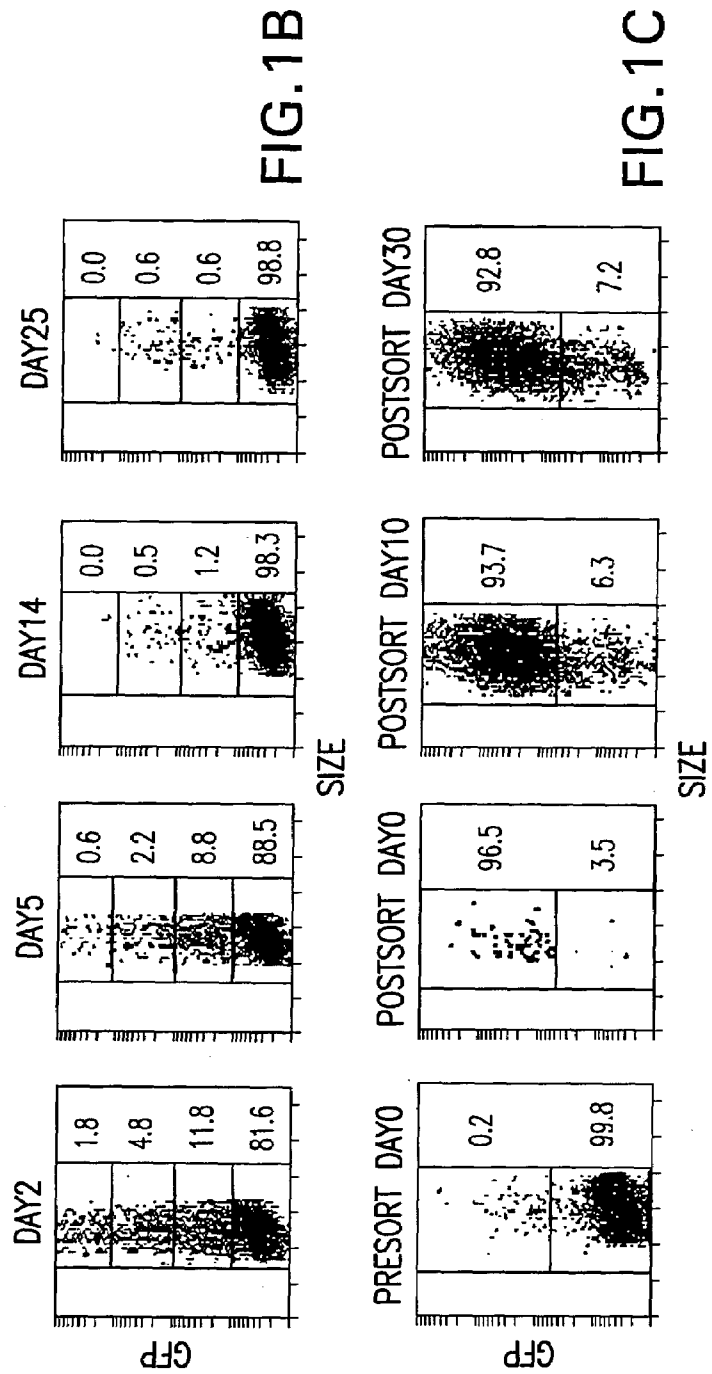 DAY2
DAY5
DAY14
DAY25
GFP
1.8
4.8
11.8
81.6
0.6
2.2
8.8
88.5
0.0
0.5
1.2
98.3
0.0
0.6
0.6
98.8
SIZE
FIG.1B
PRESORT DAY0
POSTSORT DAY0
POSTSORT DAY10
POSTSORT DAY30
GFP
0.2
99.8
96.5
3.5
93.7
6.3
92.8
7.2
SIZE
FIG.1C